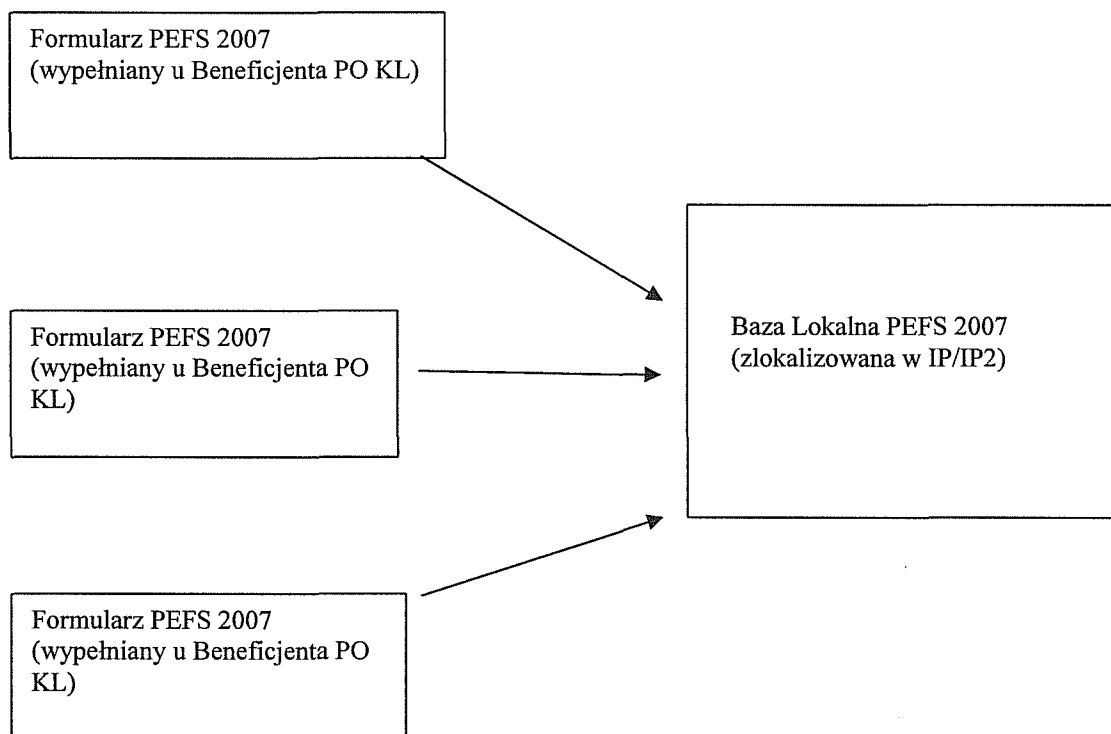 Formularz PEFS 2007
(wypełniany u Beneficjenta PO KL)
Formularz PEFS 2007
(wypełniany u Beneficjenta PO
KL)
Baza Lokalna PEFS 2007
(zlokalizowana w IP/IP2)
Formularz PEFS 2007
(wypełniany u Beneficjenta PO
KL)